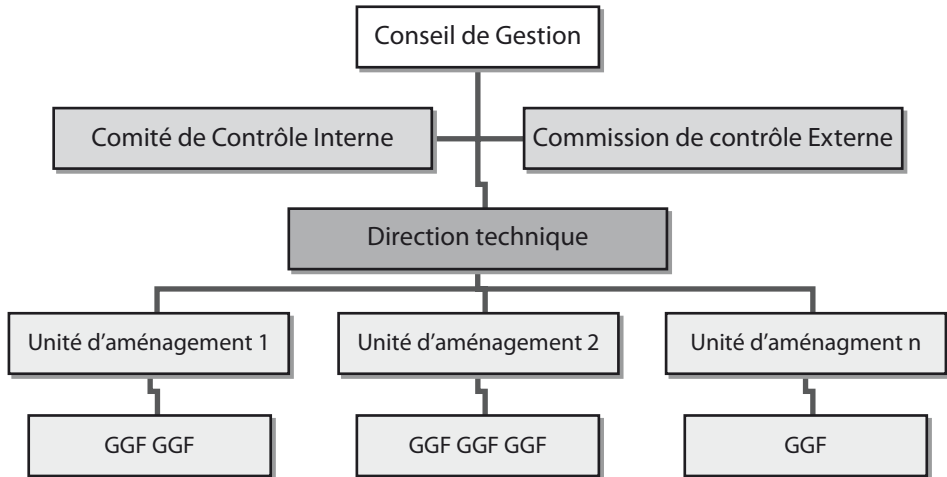 Conseil de Gestion
Comité de Contrôle Interne
Commission de contrôle Externe
Direction technique
Unité d’aménagement 1
Unité d’aménagement 2
Unité d’aménagment n
GGF GGF
GGF GGF GGF
GGF